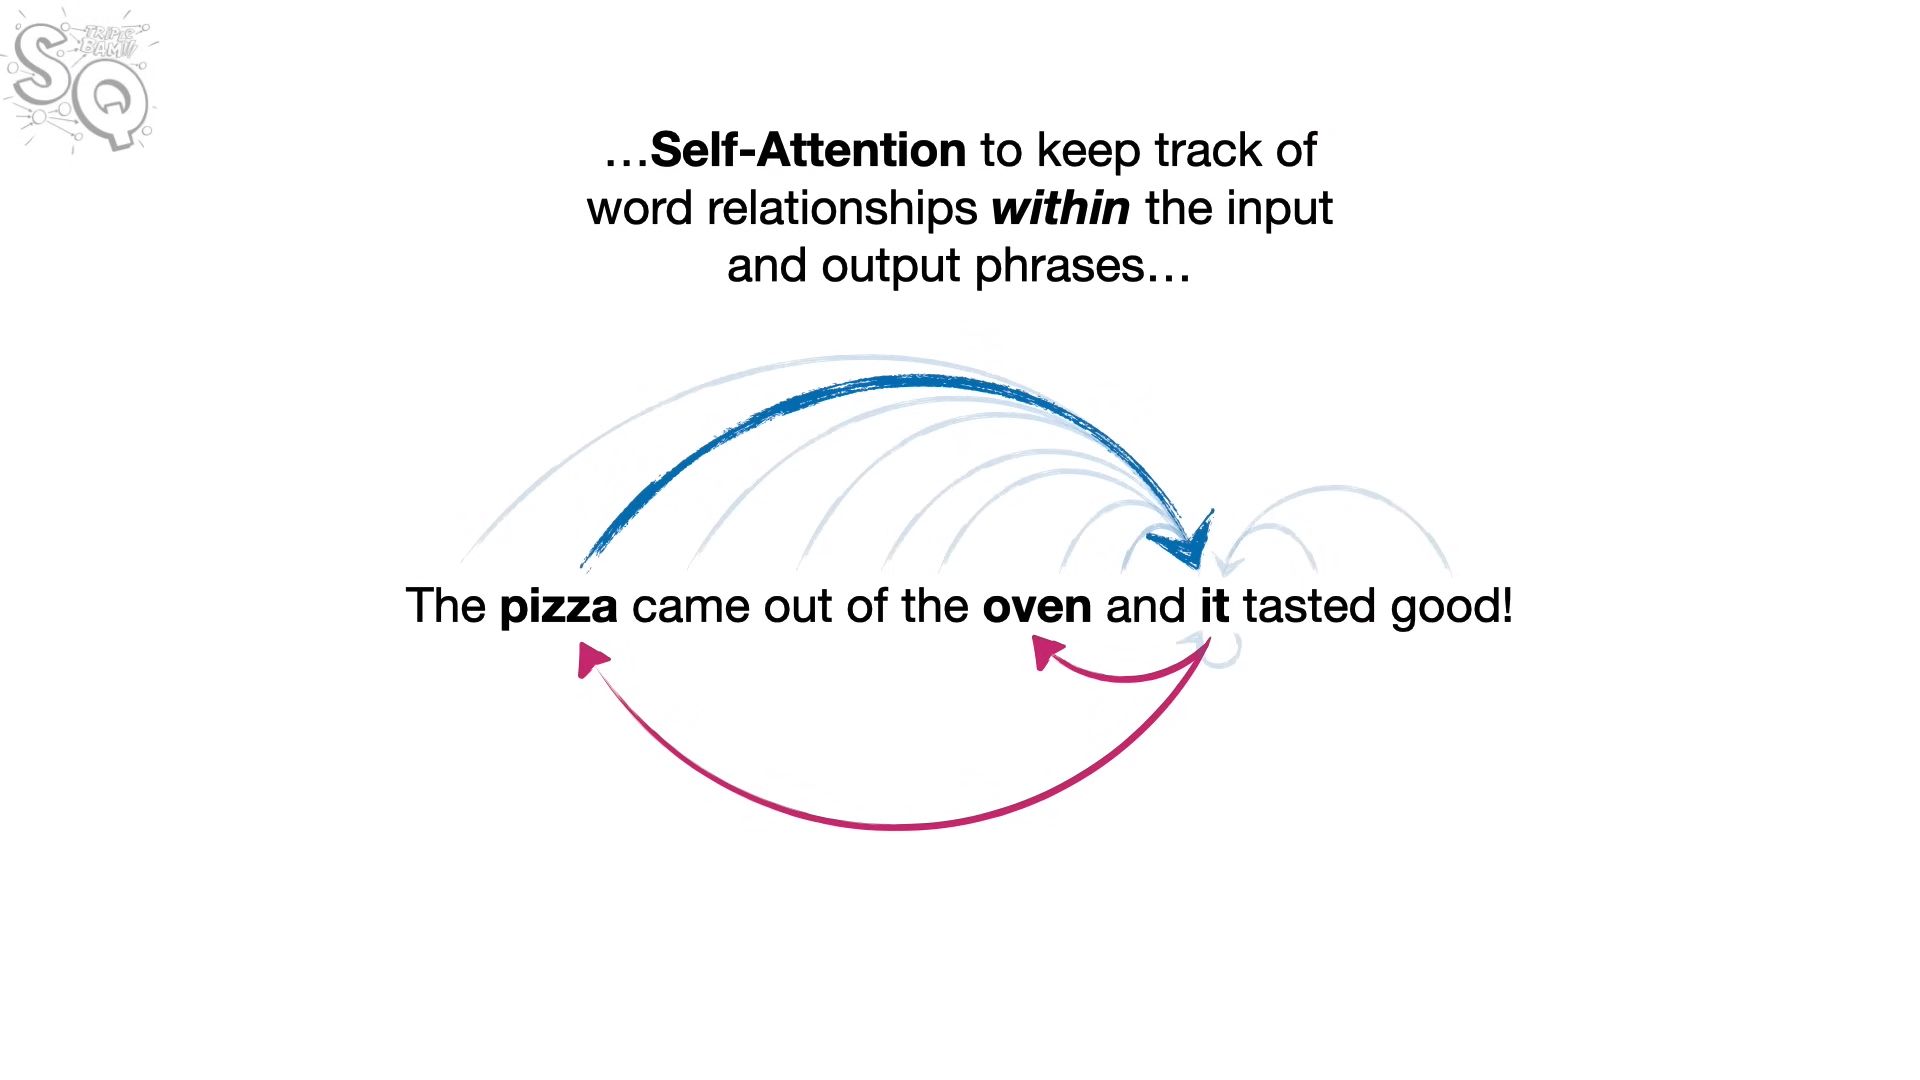 TRIPLE
BAM!!!
SQ
…Self-Attention to keep track of
word relationships within the input
and output phrases…
The pizza came out of the oven and it tasted good!